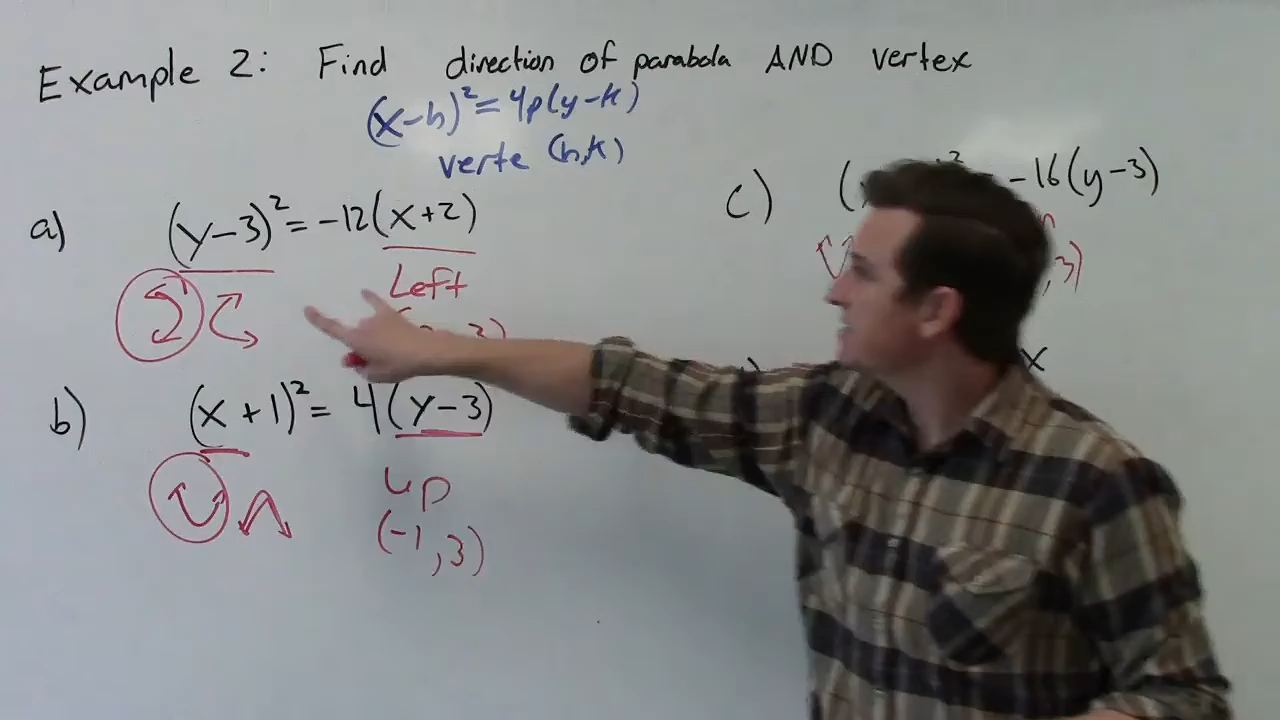 Example 2: Find direction of parabola AND vertex
(x-h)²=4p(y-k)
verte (h,k)
a) (y-3)²=-12(x+2)
Left
b) (x+1)²= 4(y-3)
up
(-1,3)
c) -16(y-3)
,3)
x